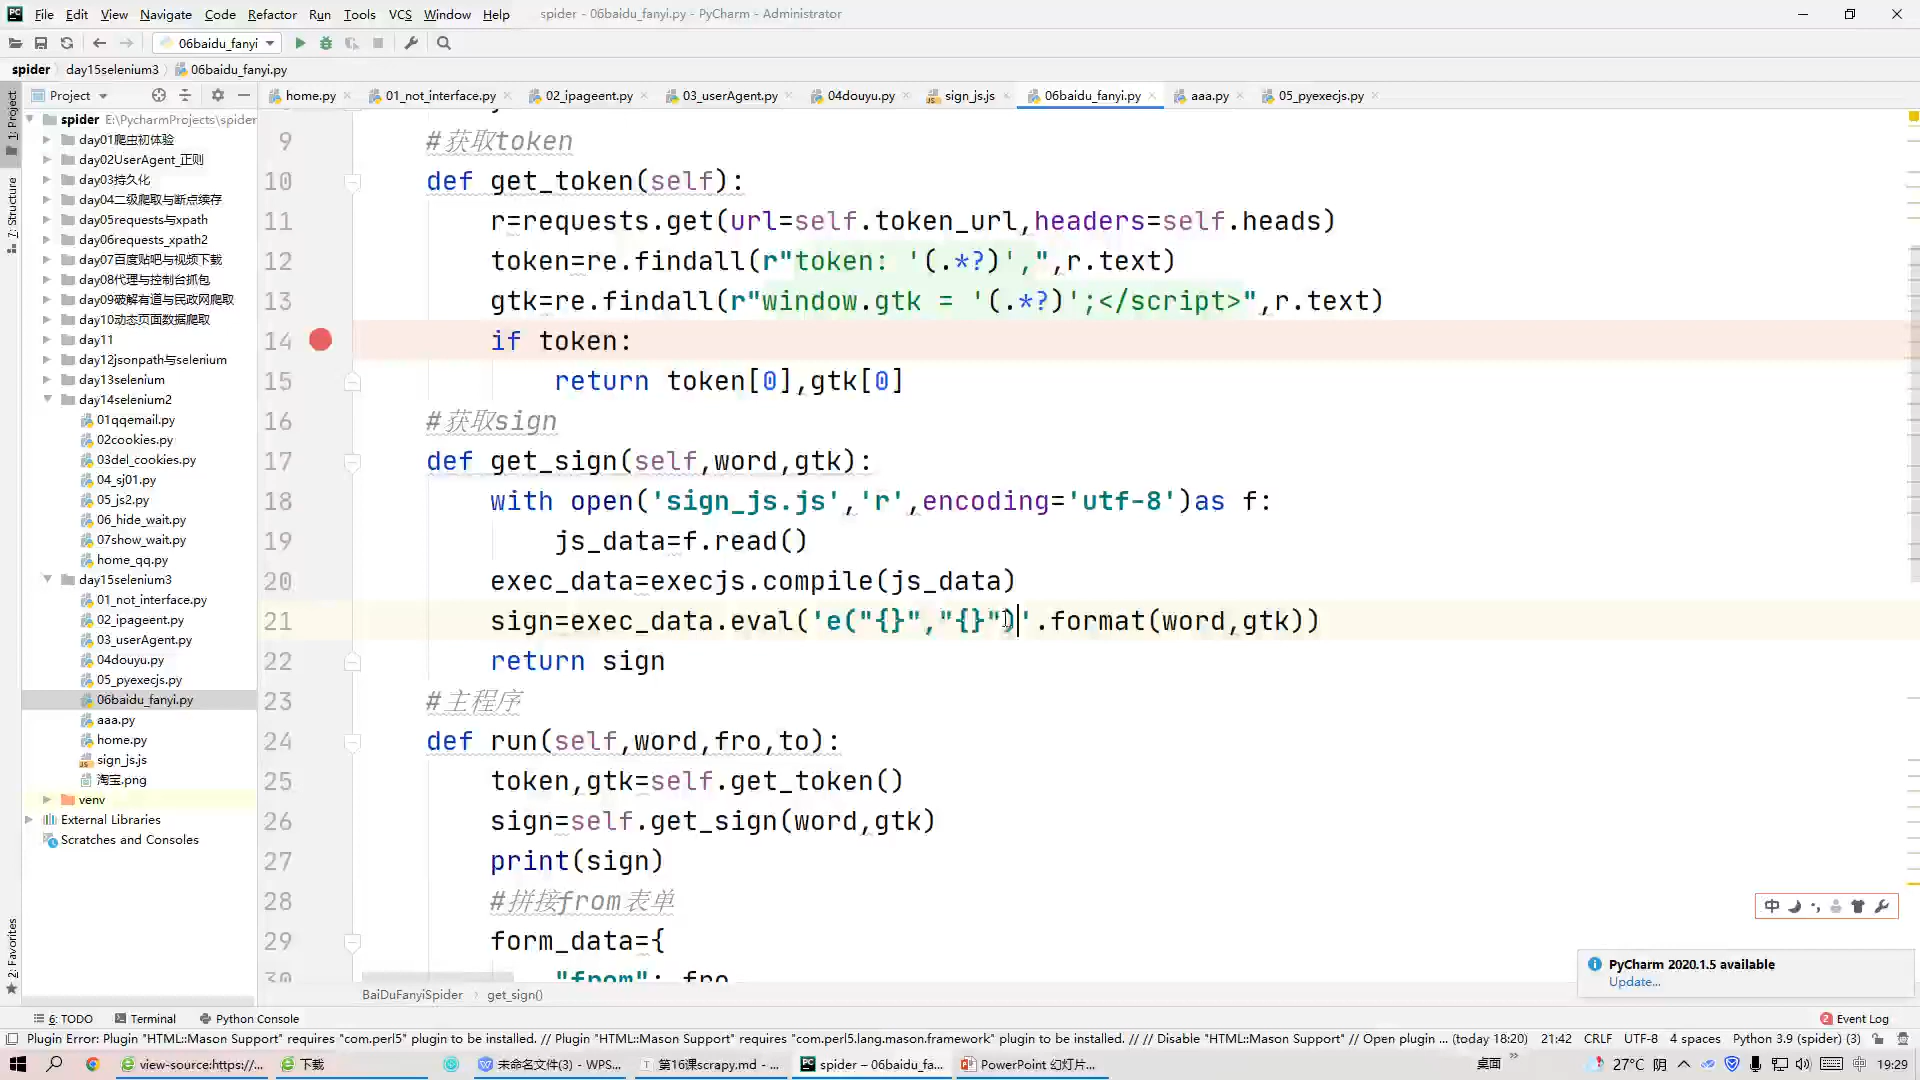 File Edit View Navigate Code Refactor Run Tools VCS Window Help spider - 06baidu_fanyi.py - PyCharm - Administrator
06baidu_fanyi
spider day15selenium3 06baidu_fanyi.py
Project home.py 01_not_interface.py 02_ipageent.py 03_userAgent.py 04douyu.py sign_js.js 06baidu_fanyi.py aaa.py 05_pyexecjs.py
1: Project
7: Structure
2: Favorites
spider E:\PycharmProjects\spider
day01爬虫初体验
day02UserAgent_正则
day03持久化
day04二级爬取与断点续存
day05requests与xpath
day06requests_xpath2
day07百度贴吧与视频下载
day08代理与控制台抓包
day09破解有道与民政网爬取
day10动态页面数据爬取
day11
day12jsonpath与selenium
day13selenium
day14selenium2
01qqemail.py
02cookies.py
03del_cookies.py
04_sj01.py
05_js2.py
06_hide_wait.py
07show_wait.py
home_qq.py
day15selenium3
01_not_interface.py
02_ipageent.py
03_userAgent.py
04douyu.py
05_pyexecjs.py
06baidu_fanyi.py
aaa.py
home.py
sign_js.js
淘宝.png
venv
External Libraries
Scratches and Consoles
9 #获取token
10 def get_token(self):
11 r=requests.get(url=self.token_url,headers=self.heads)
12 token=re.findall(r"token: '(.*?)',",r.text)
13 gtk=re.findall(r"window.gtk = '(.*?)';</script>",r.text)
14 if token:
15 return token[0],gtk[0]
16 #获取sign
17 def get_sign(self,word,gtk):
18 with open('sign_js.js','r',encoding='utf-8')as f:
19 js_data=f.read()
20 exec_data=execjs.compile(js_data)
21 sign=exec_data.eval('e("{}","{}")'.format(word,gtk))
22 return sign
23 #主程序
24 def run(self,word,fro,to):
25 token,gtk=self.get_token()
26 sign=self.get_sign(word,gtk)
27 print(sign)
28 #拼接from表单
29 form_data={
30 "from": fro
BaiDuFanyiSpider get_sign()
中
PyCharm 2020.1.5 available
Update...
6: TODO Terminal Python Console 2 Event Log
Plugin Error: Plugin "HTML::Mason Support" requires "com.perl5" plugin to be installed. // Plugin "HTML::Mason Support" requires "com.perl5.lang.mason.framework" plugin to be installed. // // Disable "HTML::Mason Support" // Open plugin ... (today 18:20) 21:42 CRLF UTF-8 4 spaces Python 3.9 (spider) (3)
view-source:https://... 下载 未命名文件(3) - WPS... 第16课scrapy.md - ... spider – 06baidu_fa... PowerPoint 幻灯片... 桌面 27°C 阴 中 19:29